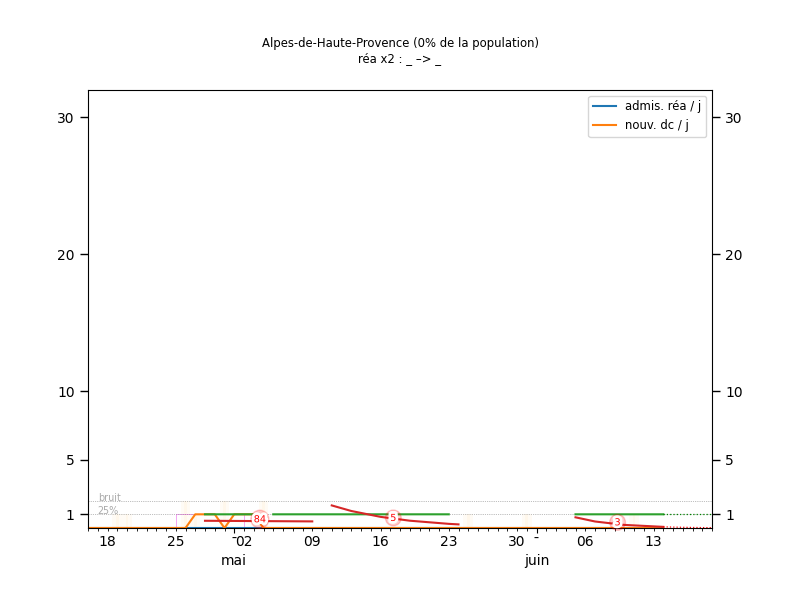 Alpes-de-Haute-Provence (0% de la population)
réa x2 : _ –> _
admis. réa / j
nouv. dc / j
30 30
20 20
10 10
5 5
bruit
25%
1 1
84 5 3
18 25 02 09 16 23 30 06 13
mai juin